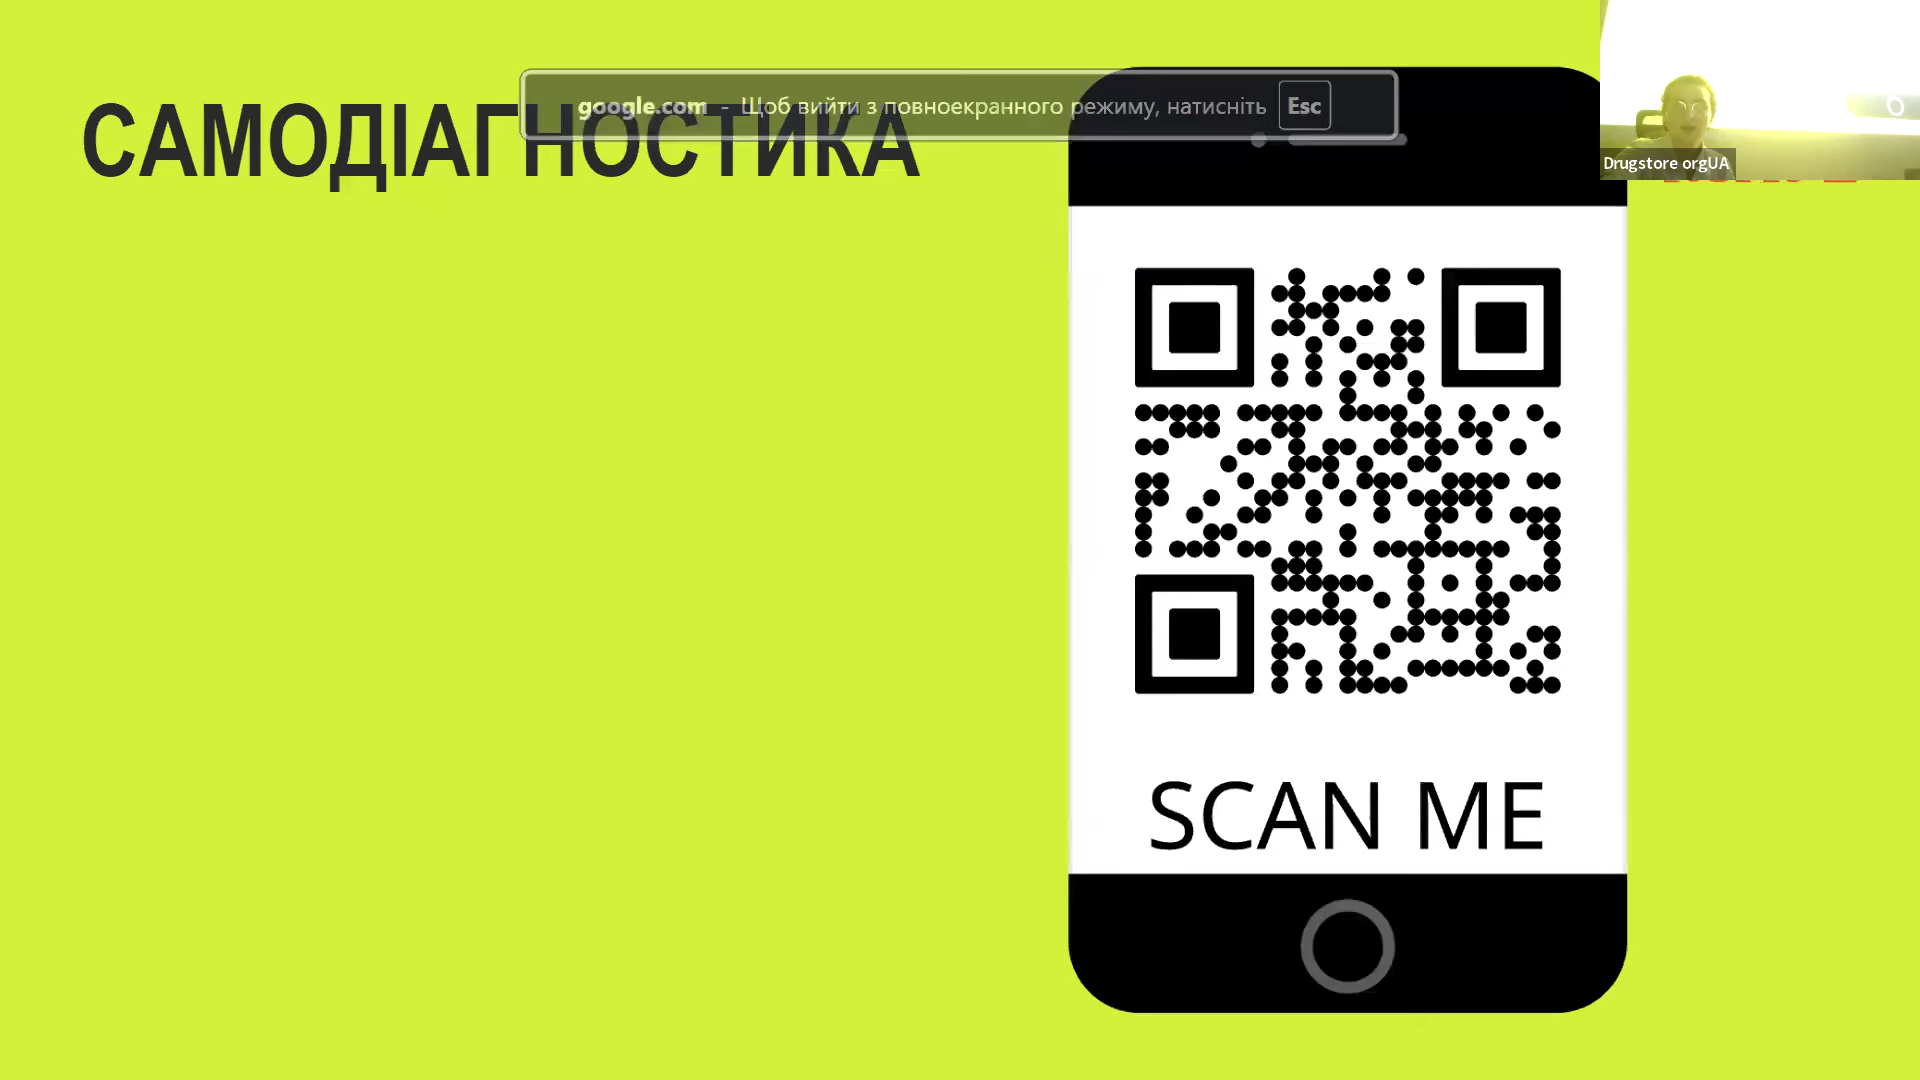 САМОДІАГНОСТИКА
google.com - Щоб вийти з повноекранного режиму, натисніть Esc
Drugstore orgUA
SCAN ME